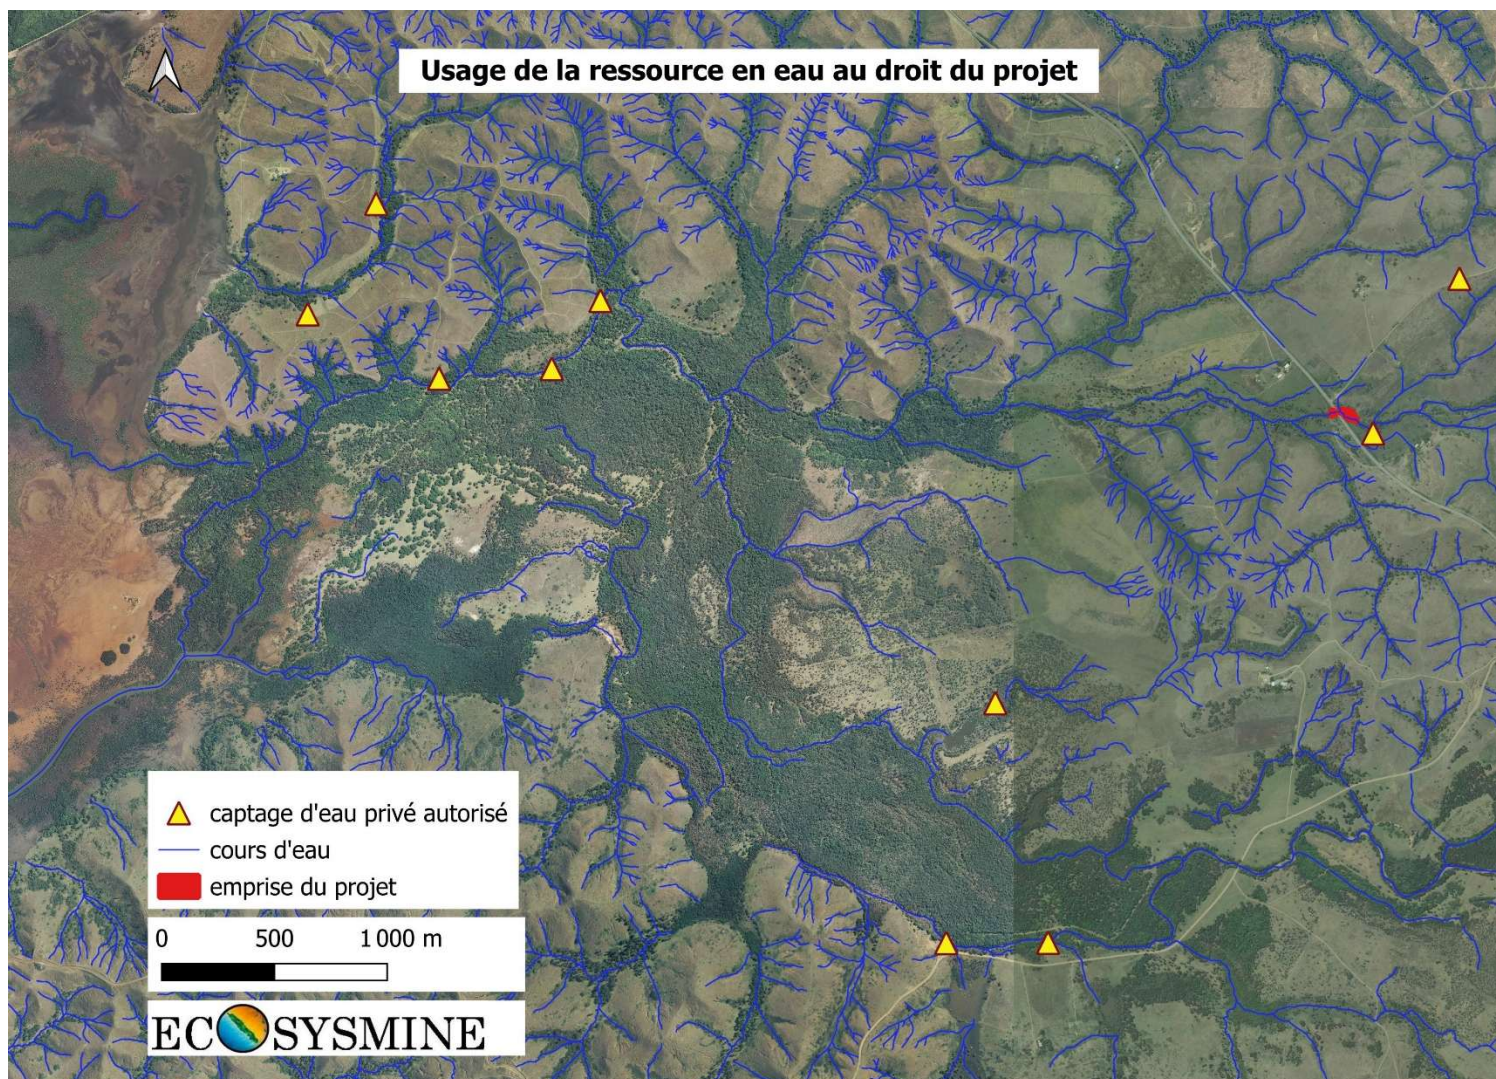 Usage de la ressource en eau au droit du projet
captage d'eau privé autorisé
cours d'eau
emprise du projet
0 500 1 000 m
ECOSYSMINE